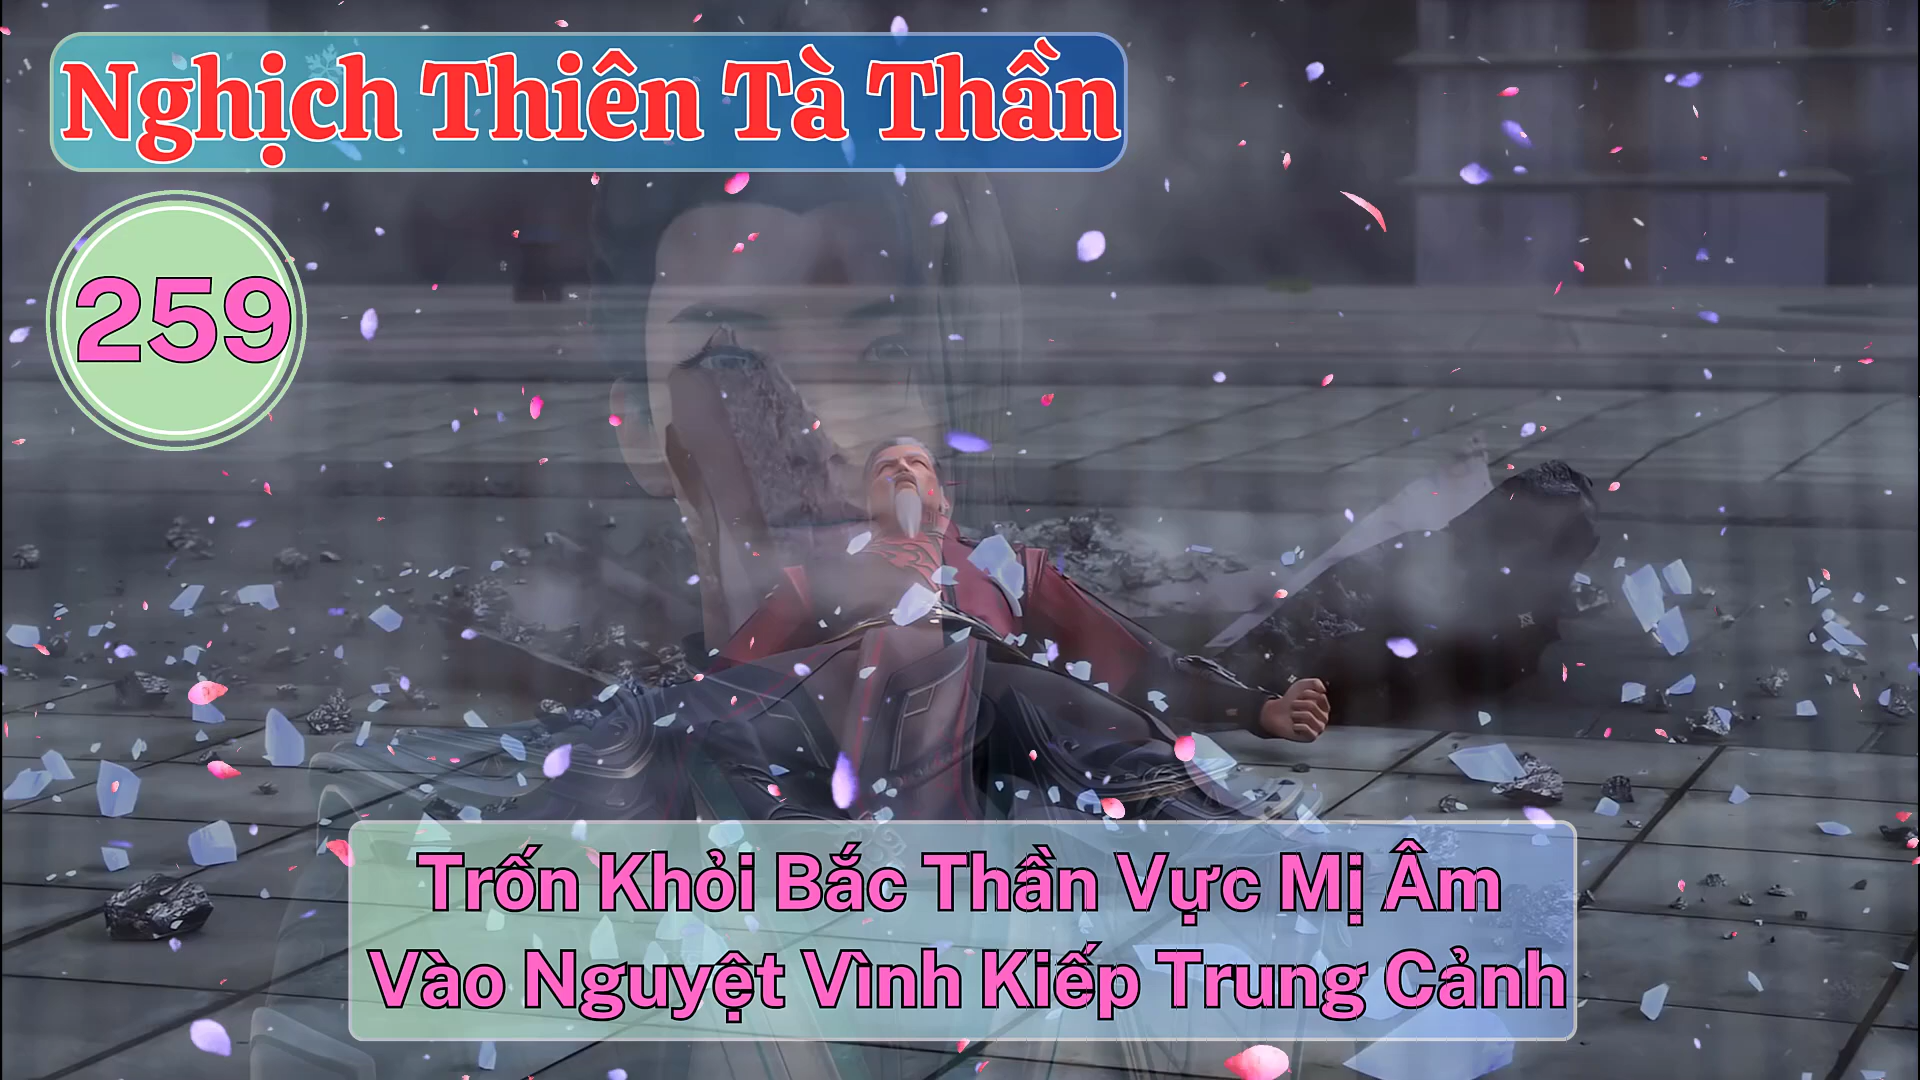 Nghịch Thiên Tà Thần
259
Trốn Khỏi Bắc Thần Vực Mị Âm
Vào Nguyệt Vình Kiếp Trung Cảnh